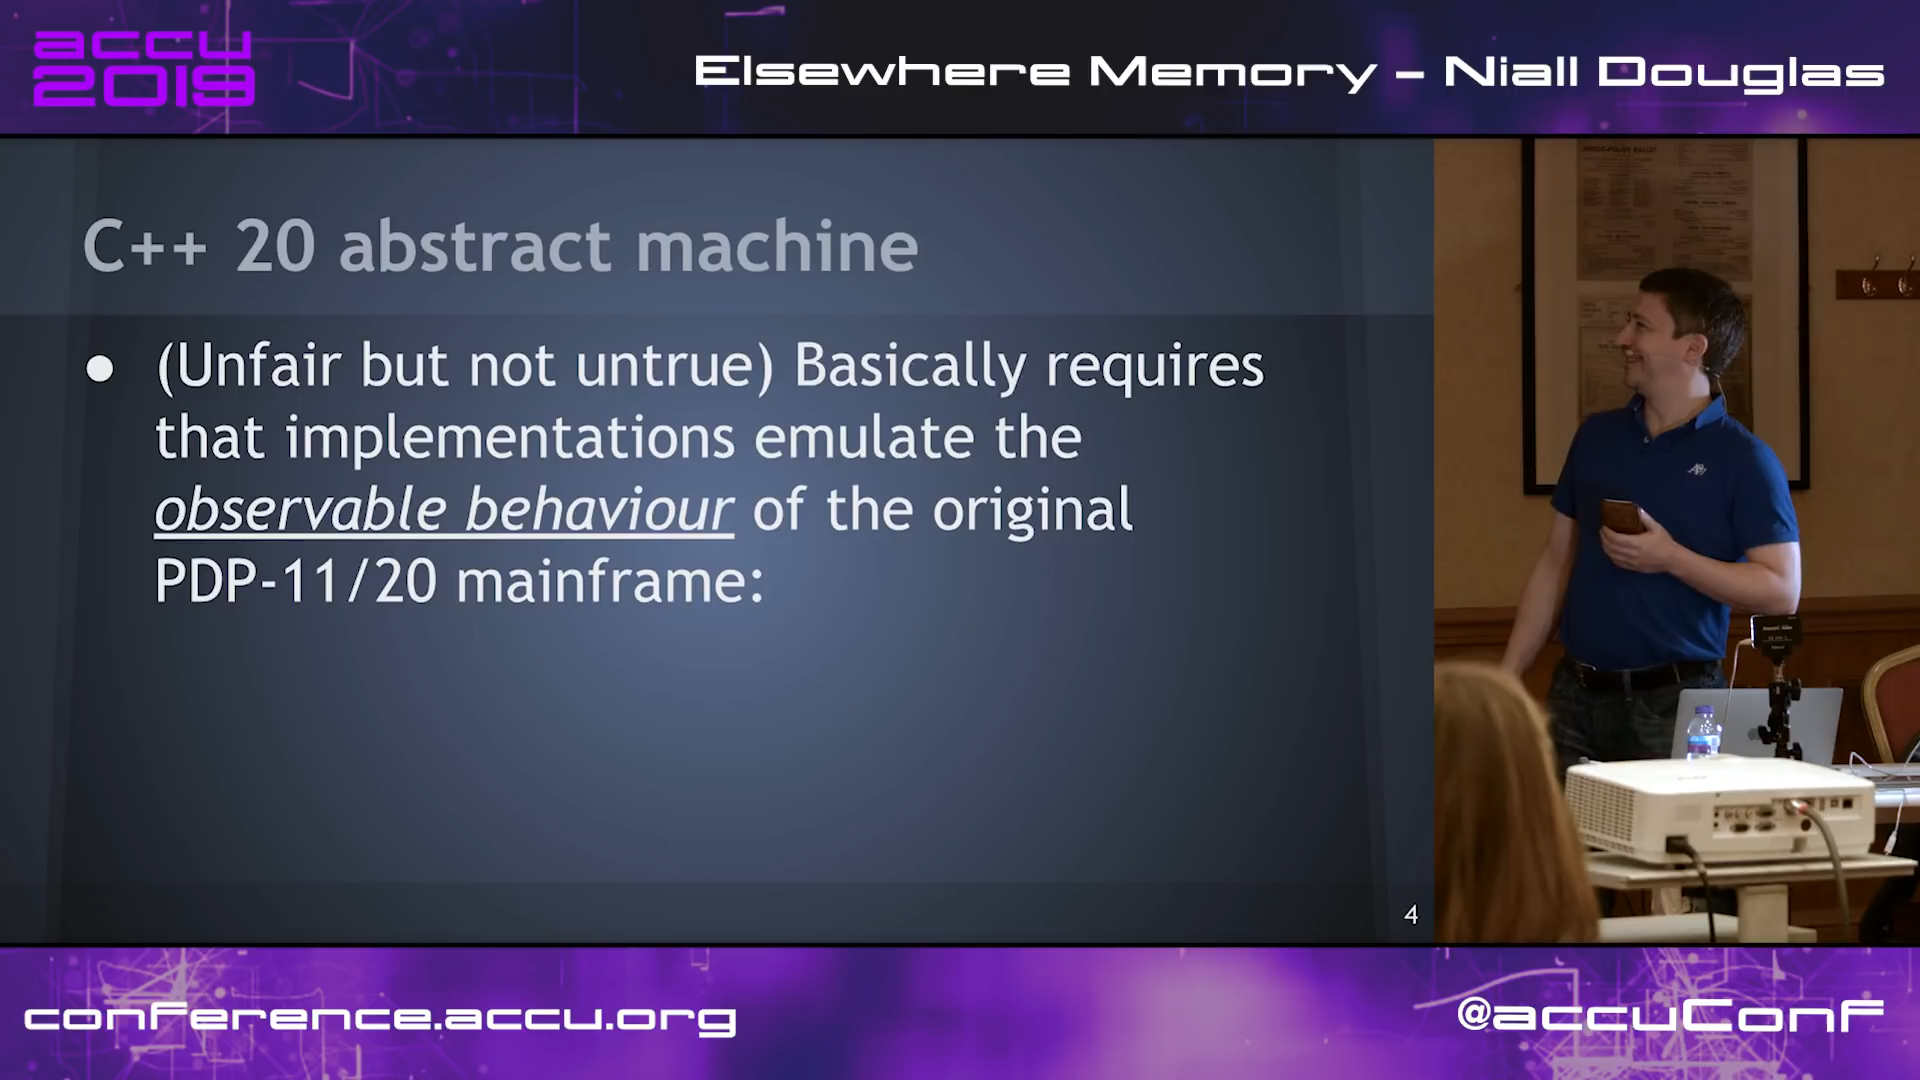 accu
2019
Elsewhere Memory – Niall Douglas
C++ 20 abstract machine
● (Unfair but not untrue) Basically requires
that implementations emulate the
observable behaviour of the original
PDP-11/20 mainframe:
4
conference.accu.org
@accuConf